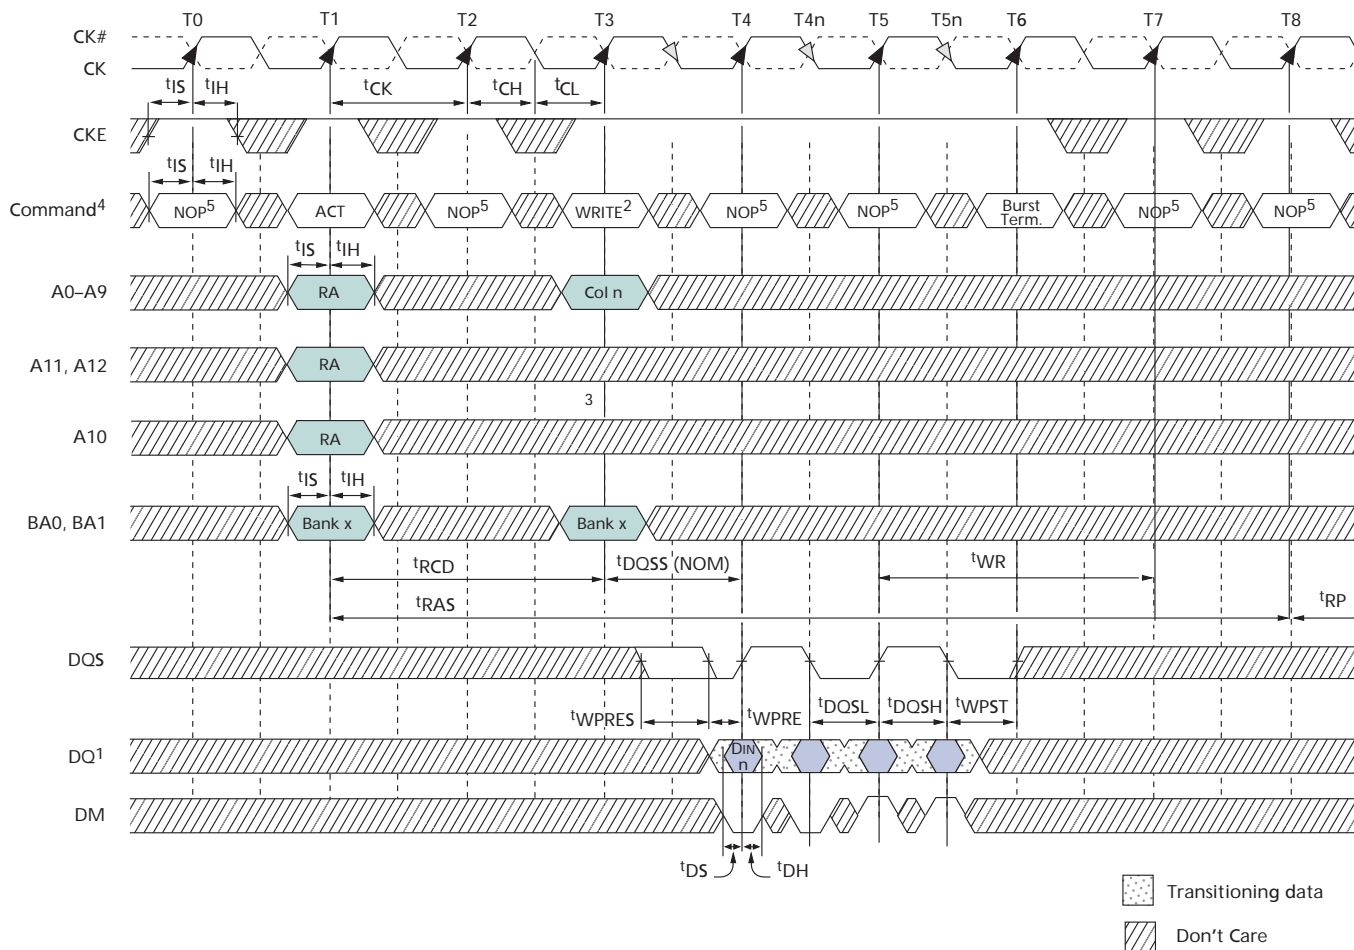 T0 T1 T2 T3 T4 T4n T5 T5n T6 T7 T8
CK#
CK
tIS tIH tCK tCH tCL
CKE
tIS tIH
Command4 NOP5 ACT NOP5 WRITE2 NOP5 NOP5 Burst Term. NOP5 NOP5
tIS tIH
A0–A9 RA Col n
A11, A12 RA
3
A10 RA
tIS tIH
BA0, BA1 Bank x Bank x
tRCD tDQSS (NOM) tWR
tRAS tRP
DQS
tWPRES tWPRE tDQSL tDQSH tWPST
DQ1 DIN n
DM
tDS tDH
Transitioning data
Don't Care